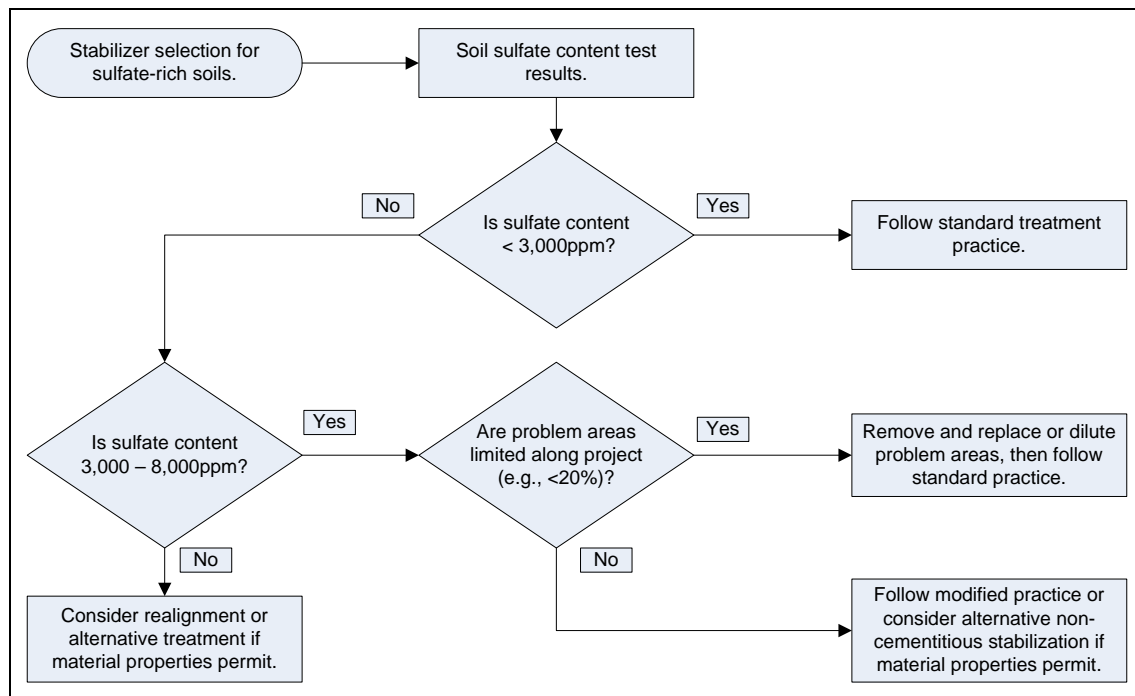 Stabilizer selection for
sulfate-rich soils.
Soil sulfate content test
results.
No
Yes
Is sulfate content
< 3,000ppm?
Follow standard treatment
practice.
Is sulfate content
3,000 – 8,000ppm?
Yes
Are problem areas
limited along project
(e.g., <20%)?
Yes
Remove and replace or dilute
problem areas, then follow
standard practice.
No
Consider realignment or
alternative treatment if
material properties permit.
No
Follow modified practice or
consider alternative non-
cementitious stabilization if
material properties permit.